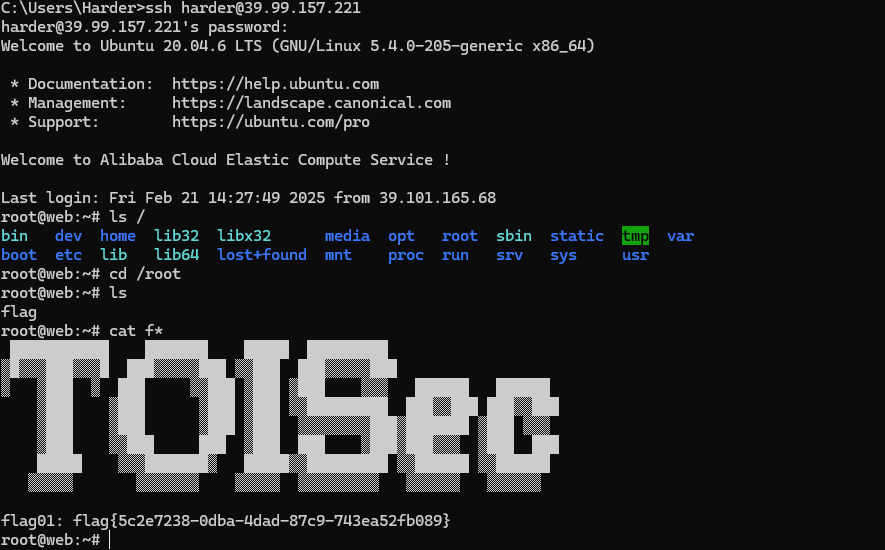 C:\Users\Harder>ssh harder@39.99.157.221
harder@39.99.157.221's password:
Welcome to Ubuntu 20.04.6 LTS (GNU/Linux 5.4.0-205-generic x86_64)
 * Documentation:  https://help.ubuntu.com
 * Management:     https://landscape.canonical.com
 * Support:        https://ubuntu.com/pro
Welcome to Alibaba Cloud Elastic Compute Service !
Last login: Fri Feb 21 14:27:49 2025 from 39.101.165.68
root@web:~# ls /
bin   dev  home  lib32  libx32      media  opt   root  sbin  static  tmp  var
boot  etc  lib   lib64  lost+found  mnt    proc  run   srv   sys     usr
root@web:~# cd /root
root@web:~# ls
flag
root@web:~# cat f*
TOISec
flag01: flag{5c2e7238-0dba-4dad-87c9-743ea52fb089}
root@web:~#